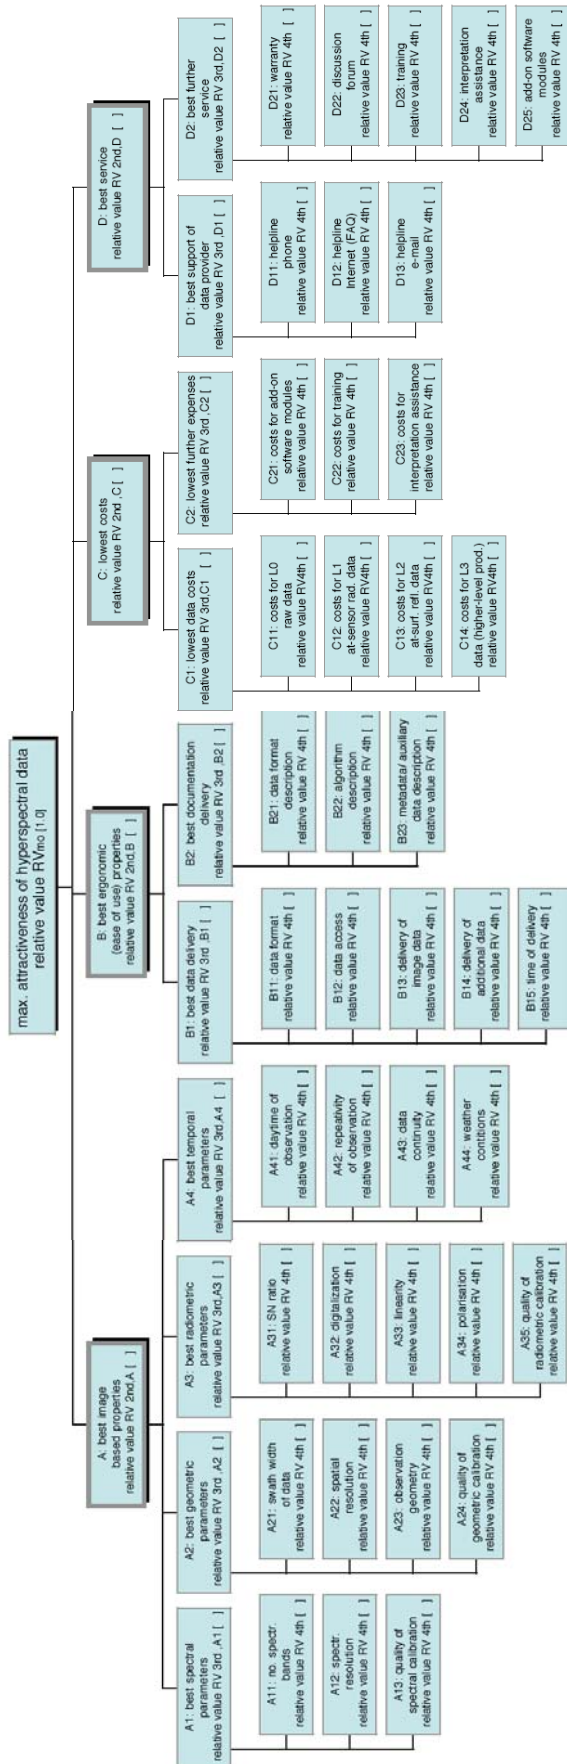 max. attractiveness of hyperspectral data
relative value RVmo [1.0]
A: best image
based properties
relative value RV 2nd,A [ ]
B: best ergonomic
(ease of use) properties
relative value RV 2nd,B [ ]
C: lowest costs
relative value RV 2nd ,C [ ]
D: best service
relative value RV 2nd,D [ ]
A1: best spectral
parameters
relative value RV 3rd ,A1 [ ]
A2: best geometric
parameters
relative value RV 3rd ,A2 [ ]
A3: best radiometric
parameters
relative value RV 3rd,A3 [ ]
A4: best temporal
parameters
relative value RV 3rd,A4 [ ]
B1: best data delivery
relative value RV 3rd ,B1 [ ]
B2: best documentation
delivery
relative value RV 3rd ,B2 [ ]
C1: lowest data costs
relative value RV 3rd,C1 [ ]
C2: lowest further expenses
relative value RV 3rd ,C2 [ ]
D1: best support of
data provider
relative value RV 3rd ,D1 [ ]
D2: best further
service
relative value RV 3rd,D2 [ ]
A11: no. spectr.
bands
relative value RV 4th [ ]
A12: spectr.
resolution
relative value RV 4th [ ]
A13: quality of
spectral calibration
relative value RV 4th [ ]
A21: swath width
of data
relative value RV 4th [ ]
A22: spatial
resolution
relative value RV 4th [ ]
A23: observation
geometry
relative value RV 4th [ ]
A24: quality of
geometric calibration
relative value RV 4th [ ]
A31: SN ratio
relative value RV 4th [ ]
A32: digitalization
relative value RV 4th [ ]
A33: linearity
relative value RV 4th [ ]
A34: polarisation
relative value RV 4th [ ]
A35: quality of
radiometric calibration
relative value RV 4th [ ]
A41: daytime of
observation
relative value RV 4th [ ]
A42: repeativity
of observation
relative value RV 4th [ ]
A43: data
continuity
relative value RV 4th [ ]
A44: weather
contitions
relative value RV 4th [ ]
B11: data format
relative value RV 4th [ ]
B12: data access
relative value RV 4th [ ]
B13: delivery of
image data
relative value RV 4th [ ]
B14: delivery of
additional data
relative value RV 4th [ ]
B15: time of delivery
relative value RV 4th [ ]
B21: data format
description
relative value RV 4th [ ]
B22: algorithm
description
relative value RV 4th [ ]
B23: metadata/ auxiliary
data description
relative value RV 4th [ ]
C11: costs for L0
raw data
relative value RV4th [ ]
C12: costs for L1
at-sensor rad. data
relative value RV4th [ ]
C13: costs for L2
at-surf. refl. data
relative value RV4th [ ]
C14: costs for L3
data (higher-level prod.)
relative value RV4th [ ]
C21: costs for add-on
software modules
relative value RV 4th [ ]
C22: costs for training
relative value RV 4th [ ]
C23: costs for
interpretation assistance
relative value RV 4th [ ]
D11: helpline
phone
relative value RV 4th [ ]
D12: helpline
Internet (FAQ)
relative value RV 4th [ ]
D13: helpline
e-mail
relative value RV 4th [ ]
D21: warranty
relative value RV 4th [ ]
D22: discussion
forum
relative value RV 4th [ ]
D23: training
relative value RV 4th [ ]
D24: interpretation
assistance
relative value RV 4th [ ]
D25: add-on software
modules
relative value RV 4th [ ]